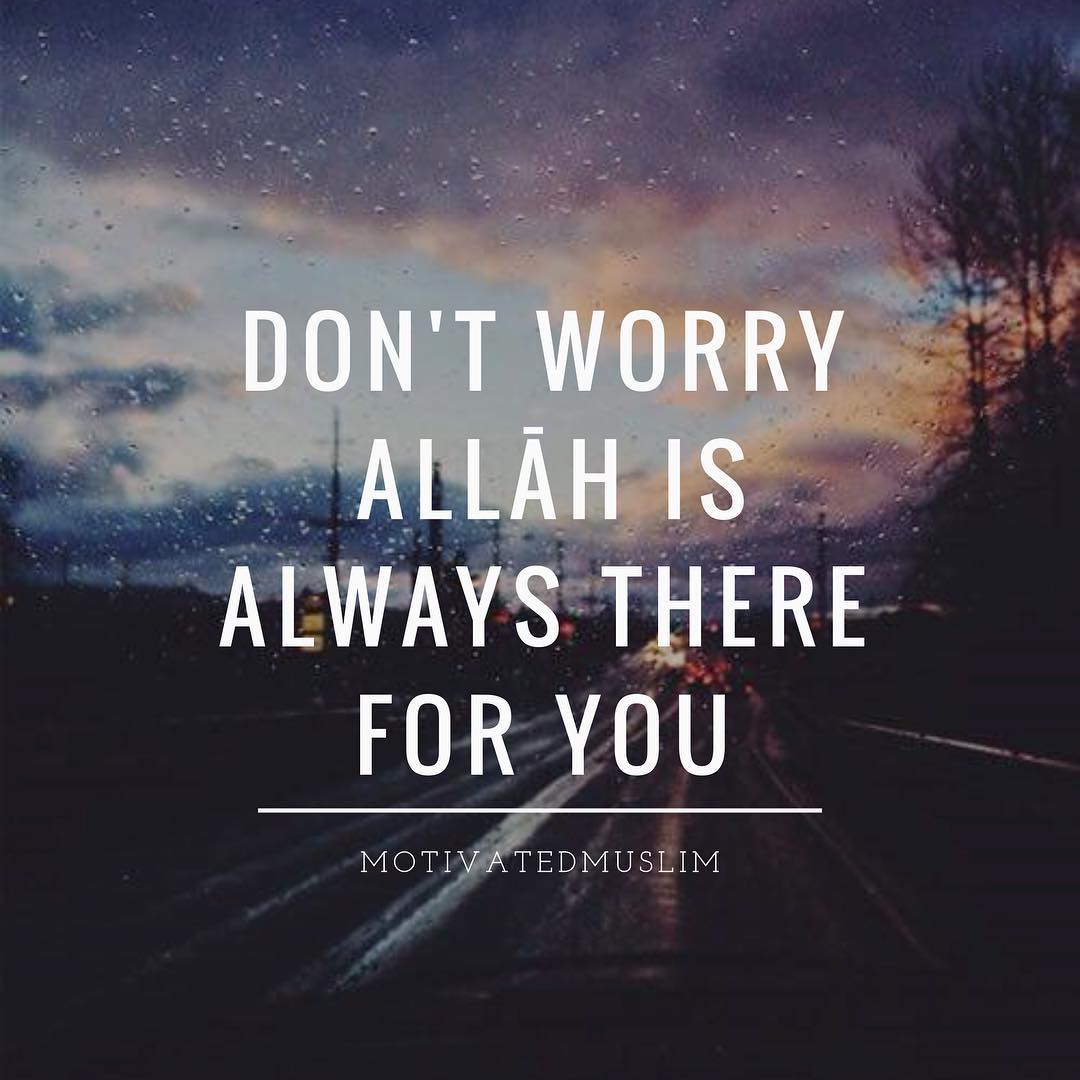 DON'T WORRY
ALLĀH IS
ALWAYS THERE
FOR YOU
MOTIVATEDMUSLIM